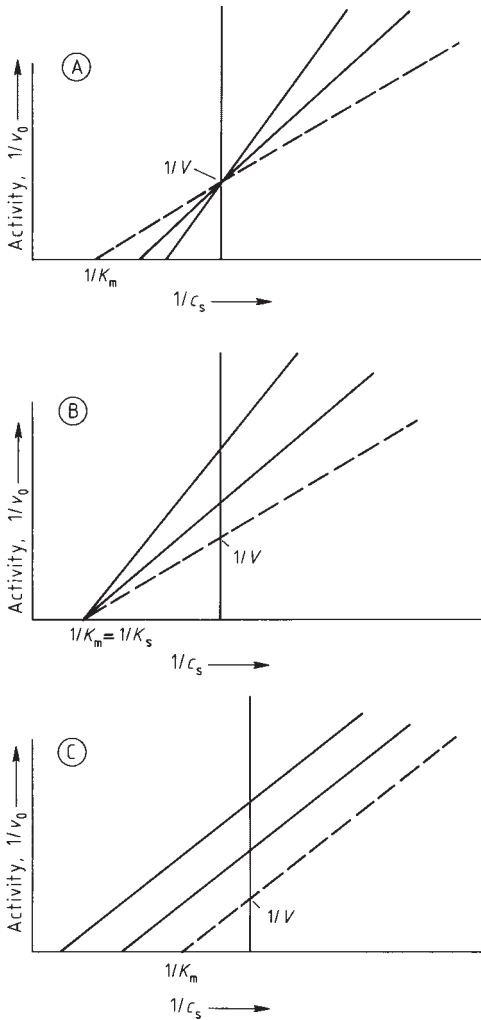 A
Activity, 1/v₀
1/V
1/Kₘ
1/cₛ
B
Activity, 1/v₀
1/V
1/Kₘ = 1/Kₛ
1/cₛ
C
Activity, 1/v₀
1/V
1/Kₘ
1/cₛ